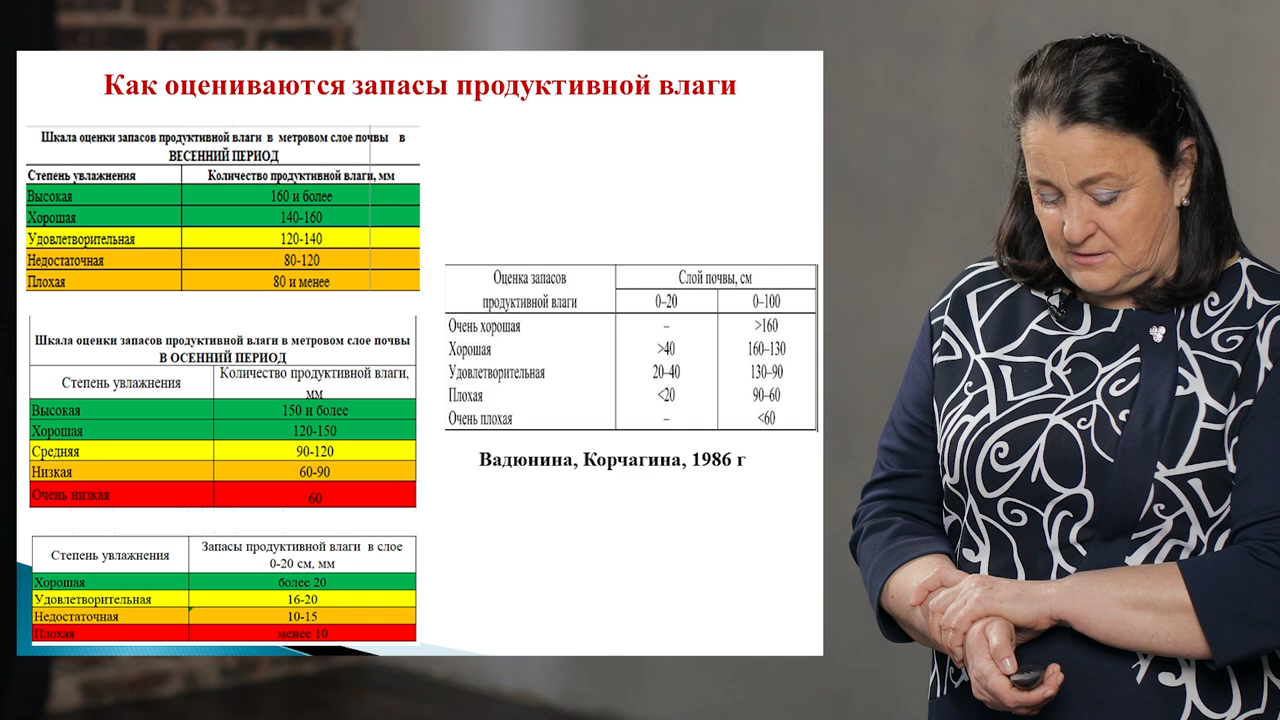 Как оцениваются запасы продуктивной влаги
Шкала оценки запасов продуктивной влаги в метровом слое почвы в
ВЕСЕННИЙ ПЕРИОД
Степень увлажнения Количество продуктивной влаги, мм
Высокая 160 и более
Хорошая 140-160
Удовлетворительная 120-140
Недостаточная 80-120
Плохая 80 и менее
Шкала оценки запасов продуктивной влаги в метровом слое почвы
В ОСЕННИЙ ПЕРИОД
Степень увлажнения Количество продуктивной влаги,
мм
Высокая 150 и более
Хорошая 120-150
Средняя 90-120
Низкая 60-90
Очень низкая 60
Степень увлажнения Запасы продуктивной влаги в слое
0-20 см, мм
Хорошая более 20
Удовлетворительная 16-20
Недостаточная 10-15
Плохая менее 10
Оценка запасов Слой почвы, см
продуктивной влаги 0–20 0–100
Очень хорошая – >160
Хорошая >40 160–130
Удовлетворительная 20–40 130–90
Плохая <20 90–60
Очень плохая – <60
Вадюнина, Корчагина, 1986 г